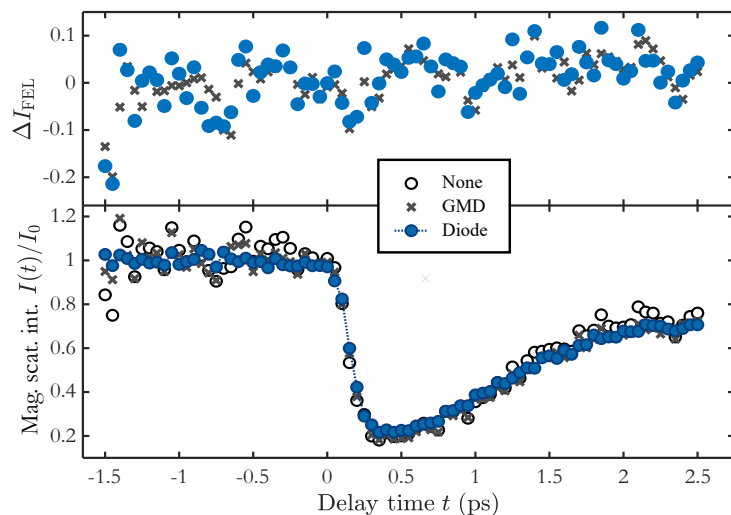 0.1
0
-0.1
-0.2
ΔI_FEL
None
GMD
Diode
1.2
1
0.8
0.6
0.4
0.2
Mag. scat. int. I(t)/I_0
-1.5 -1 -0.5 0 0.5 1 1.5 2 2.5
Delay time t (ps)